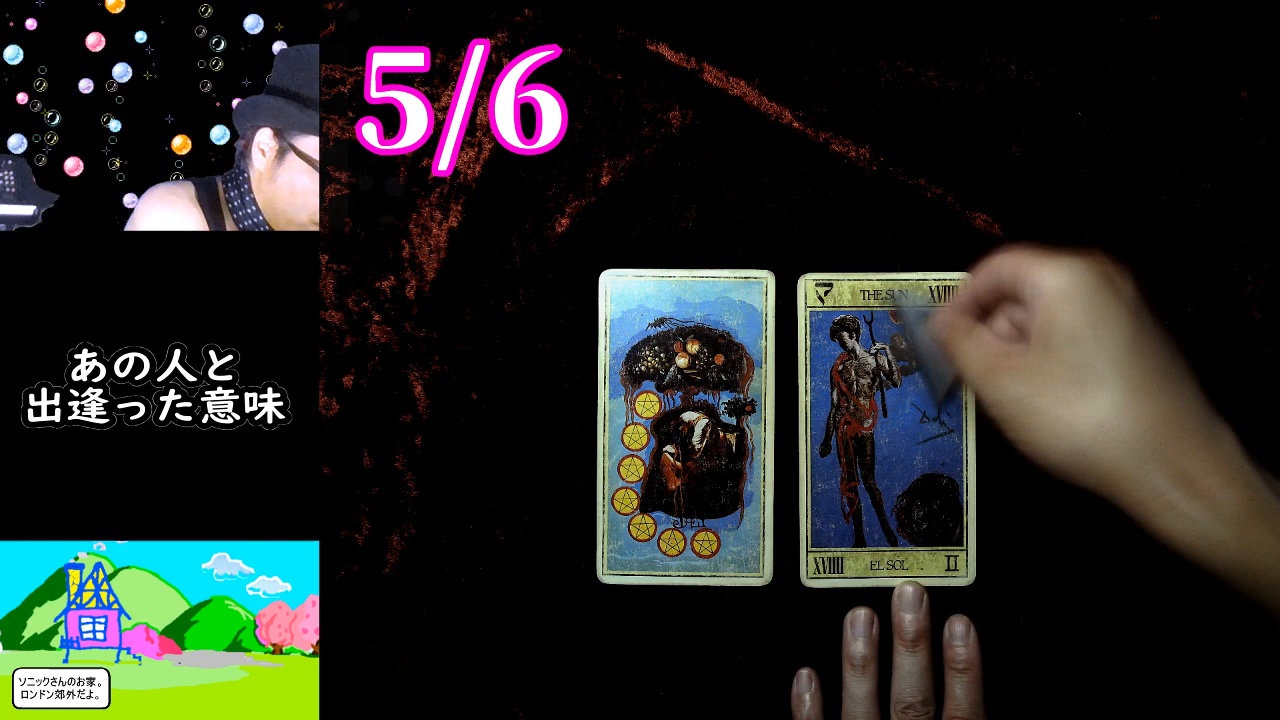 5/6
あの人と
出逢った意味
ソニックさんのお家。
ロンドン郊外だよ。
THE SUN XVIIII
XVIIII EL SOL II